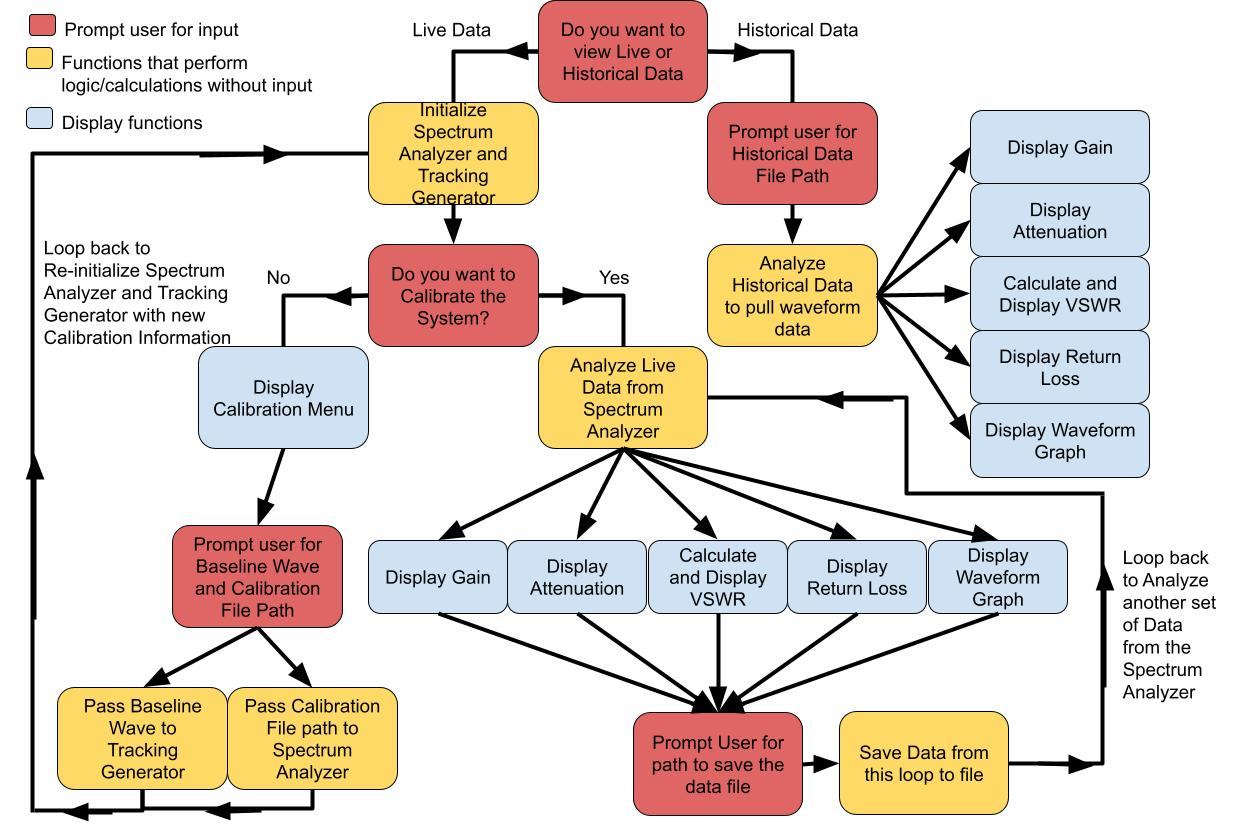 Prompt user for input
Functions that perform
logic/calculations without input
Display functions
Live Data
Do you want to
view Live or
Historical Data
Historical Data
Initialize
Spectrum
Analyzer and
Tracking
Generator
Prompt user for
Historical Data
File Path
Display Gain
Display
Attenuation
Calculate and
Display VSWR
Display Return
Loss
Display Waveform
Graph
Loop back to
Re-initialize Spectrum
Analyzer and Tracking
Generator with new
Calibration Information
No
Do you want to
Calibrate the
System?
Yes
Analyze
Historical Data
to pull waveform
data
Display
Calibration Menu
Analyze Live
Data from
Spectrum
Analyzer
Prompt user for
Baseline Wave
and Calibration
File Path
Display Gain
Display
Attenuation
Calculate
and Display
VSWR
Display
Return Loss
Display
Waveform
Graph
Loop back
to Analyze
another set
of Data
from the
Spectrum
Analyzer
Pass Baseline
Wave to
Tracking
Generator
Pass Calibration
File path to
Spectrum
Analyzer
Prompt User for
path to save the
data file
Save Data from
this loop to file